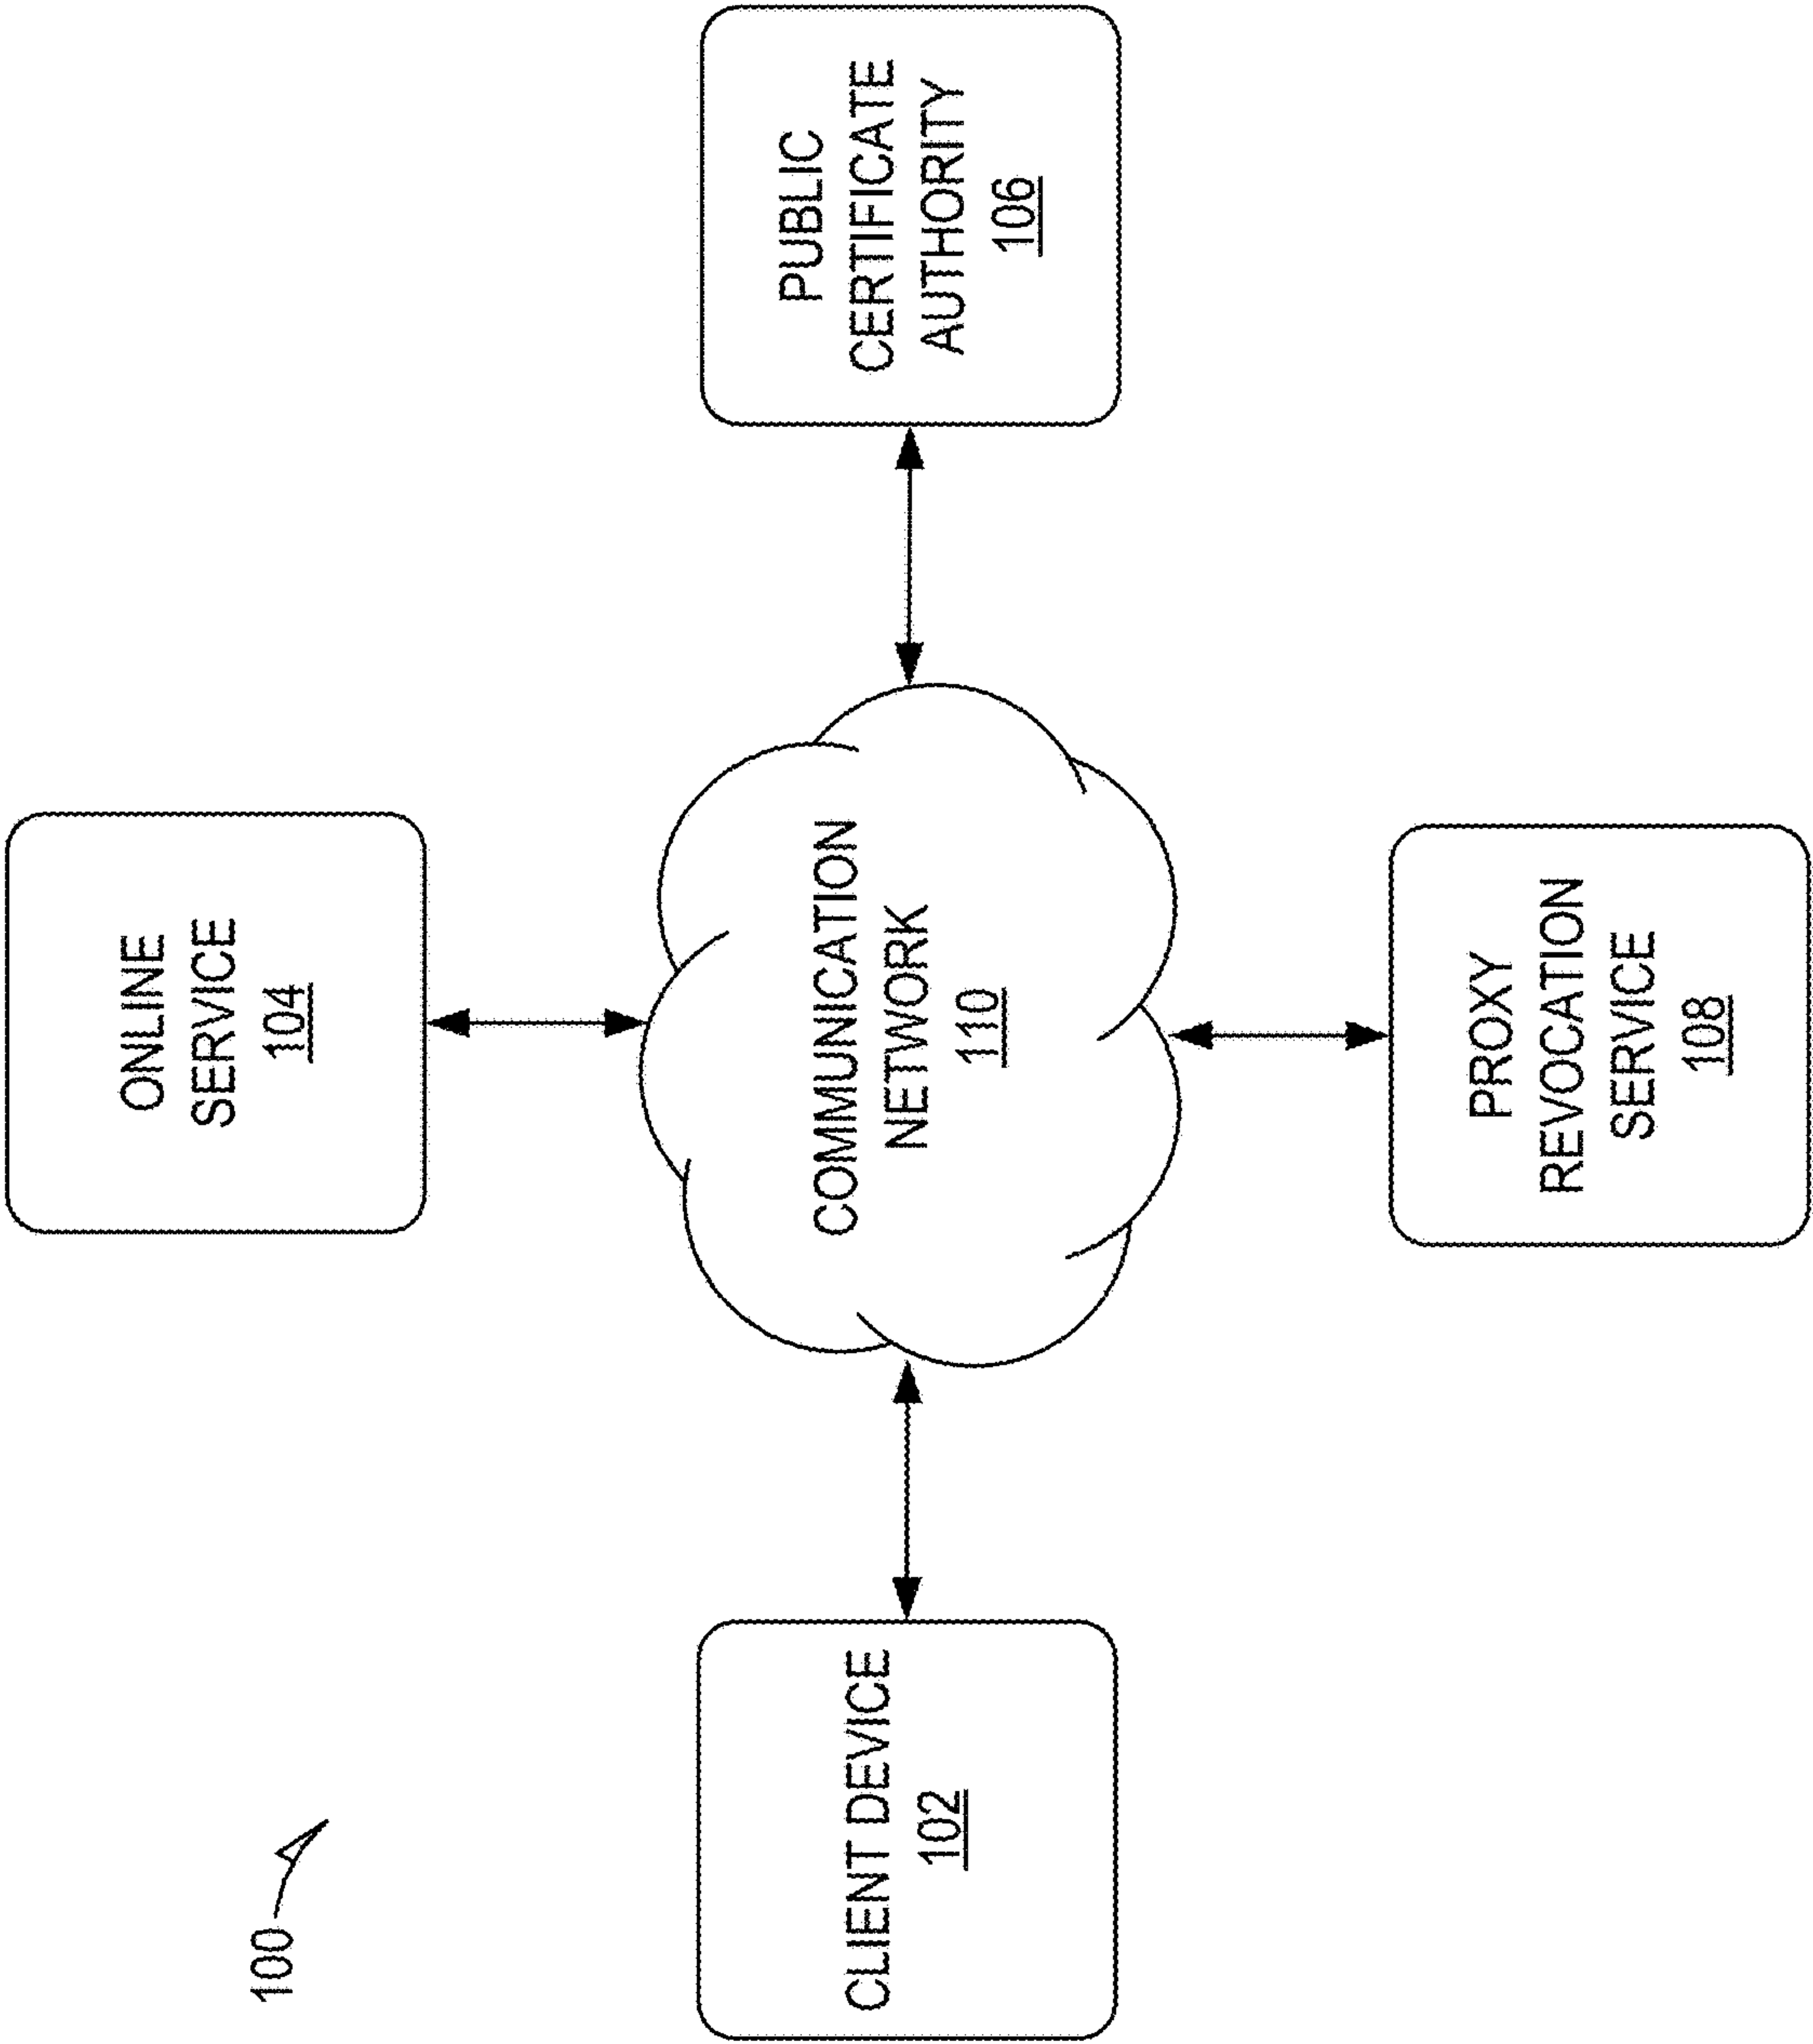 100
ONLINE
SERVICE
104
CLIENT DEVICE
102
COMMUNICATION
NETWORK
110
PUBLIC
CERTIFICATE
AUTHORITY
106
PROXY
REVOCATION
SERVICE
108